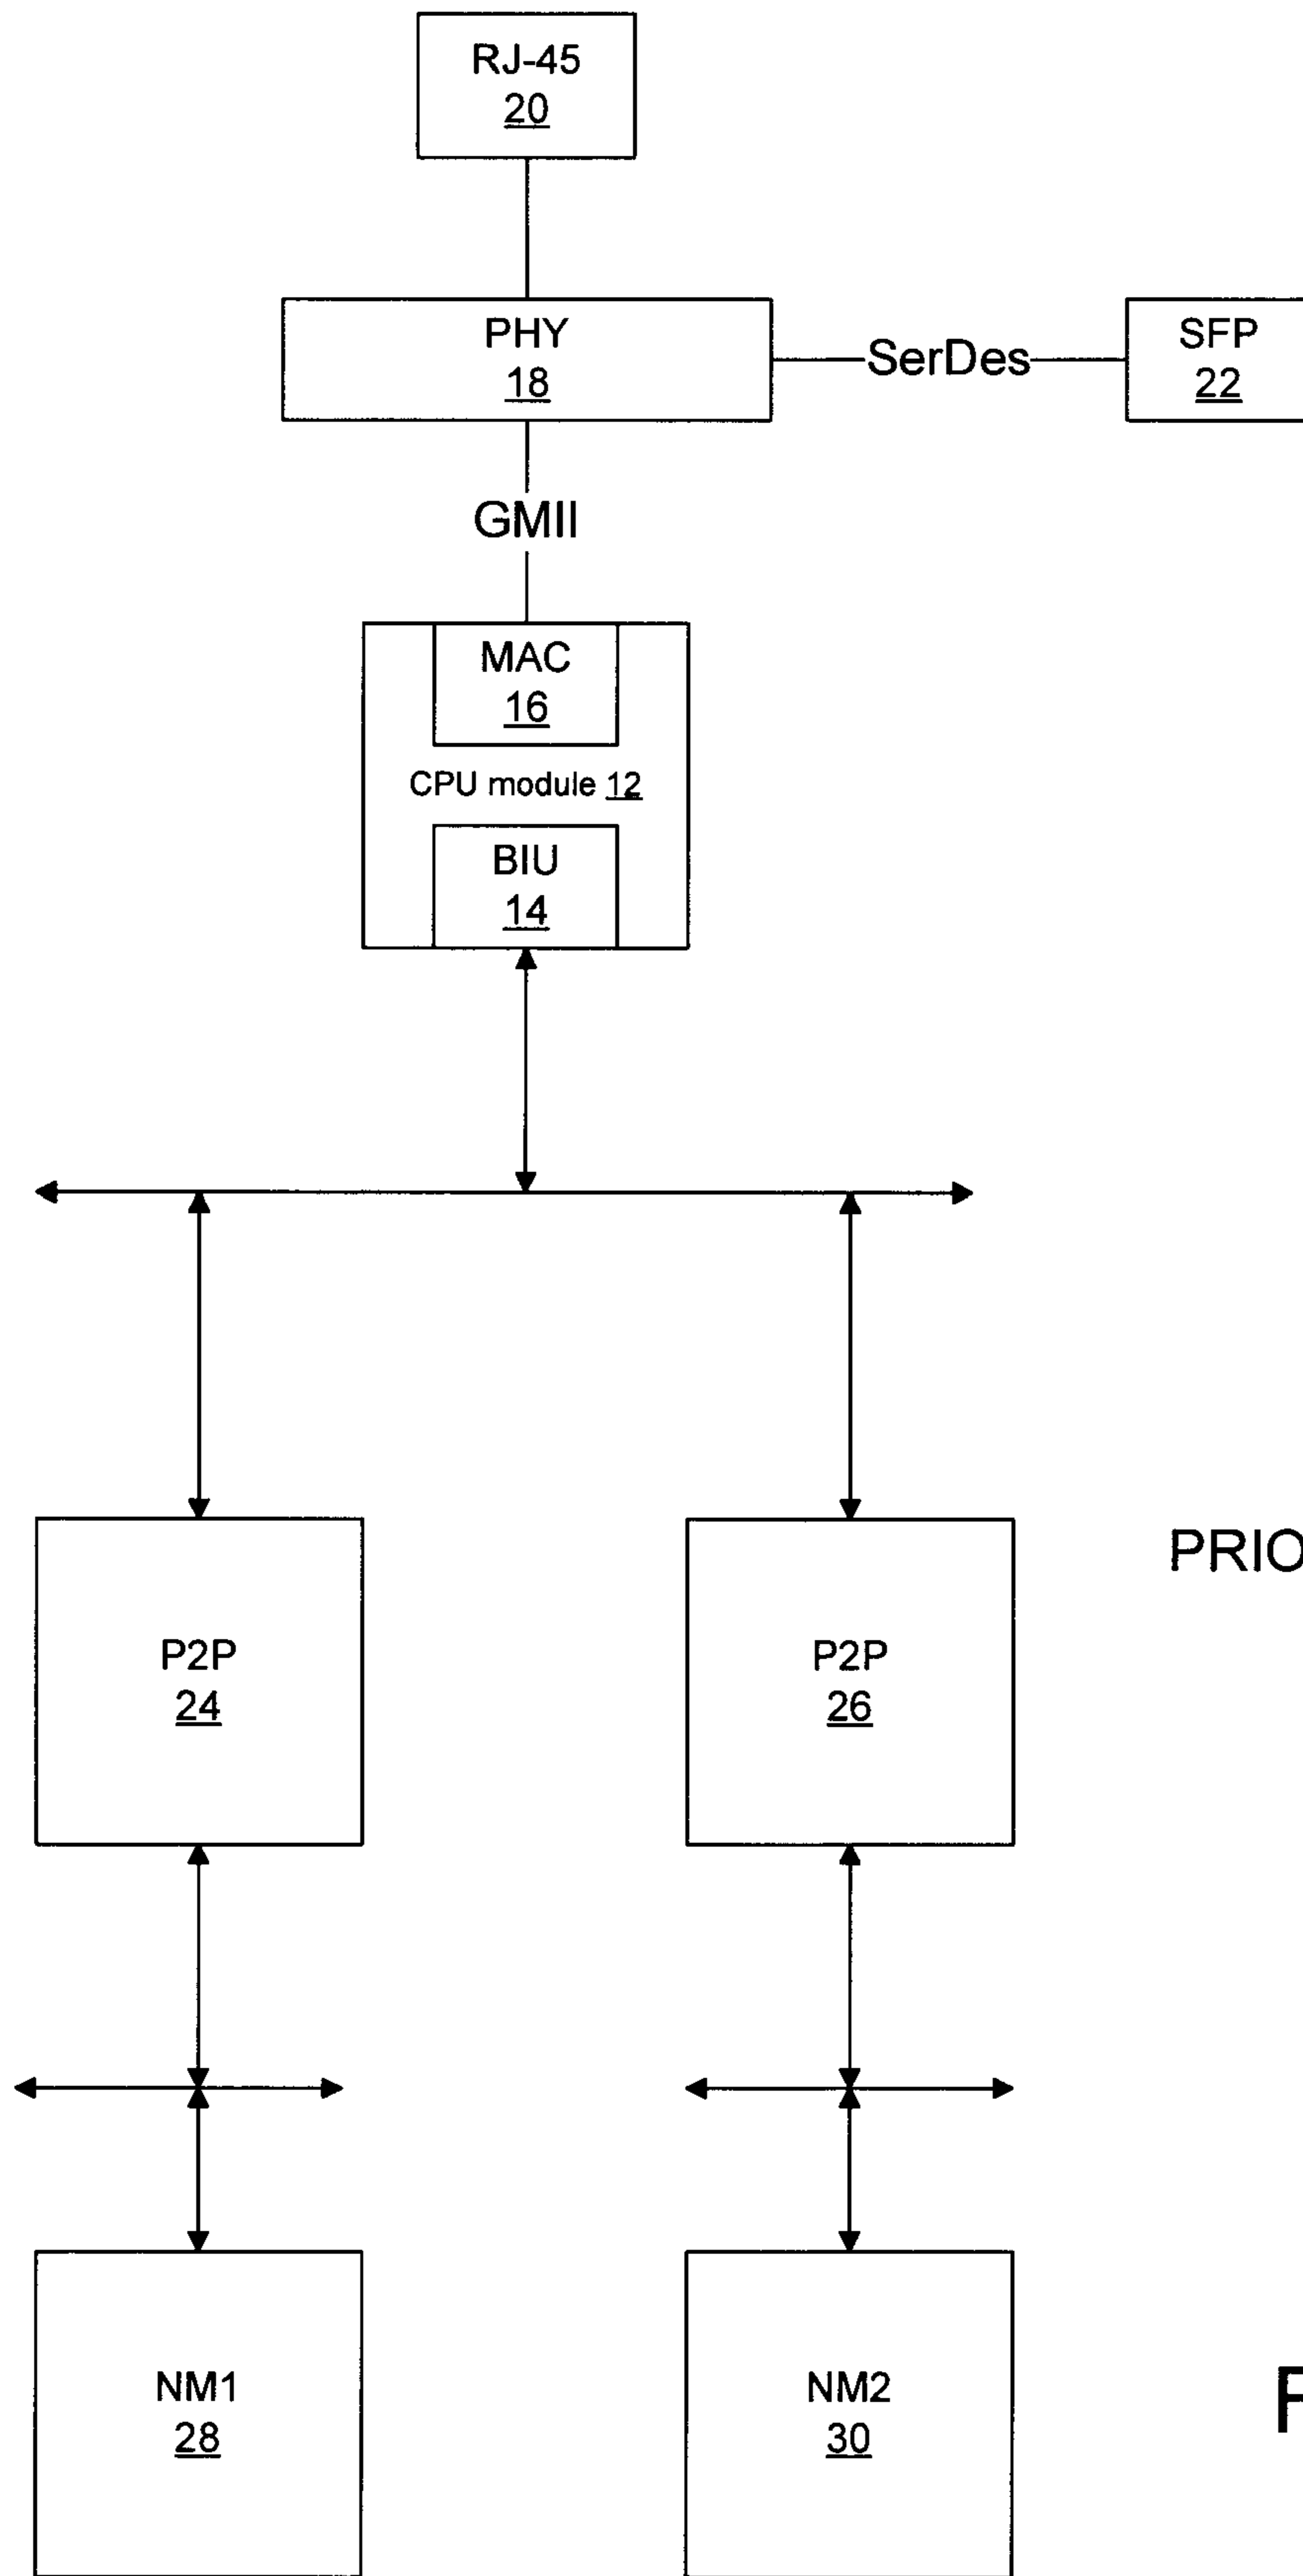 RJ-45
20
PHY
18
SerDes
SFP
22
GMII
MAC
16
CPU module 12
BIU
14
P2P
24
P2P
26
PRIO
NM1
28
NM2
30
F